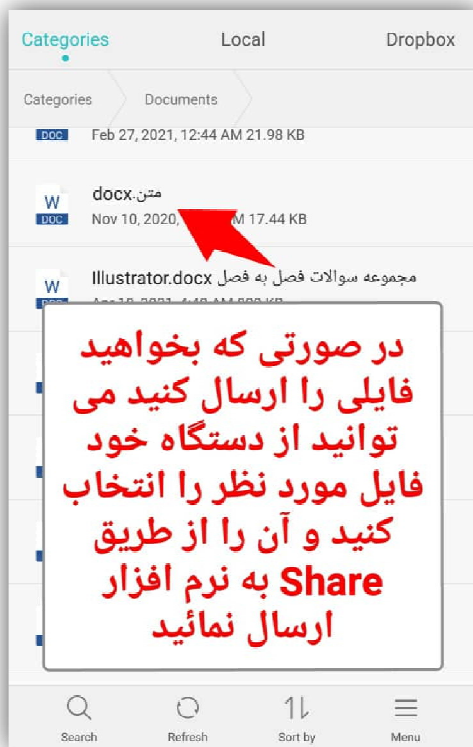 Categories Local Dropbox
Categories Documents
DOC Feb 27, 2021, 12:44 AM 21.98 KB
W متن.docx
DOC Nov 10, 2020, M 17.44 KB
W مجموعه سوالات فصل به فصل Illustrator.docx
در صورتی که بخواهید
فایلی را ارسال کنید می
توانید از دستگاه خود
فایل مورد نظر را انتخاب
کنید و آن را از طریق
Share به نرم افزار
ارسال نمائید
Search Refresh Sort by Menu